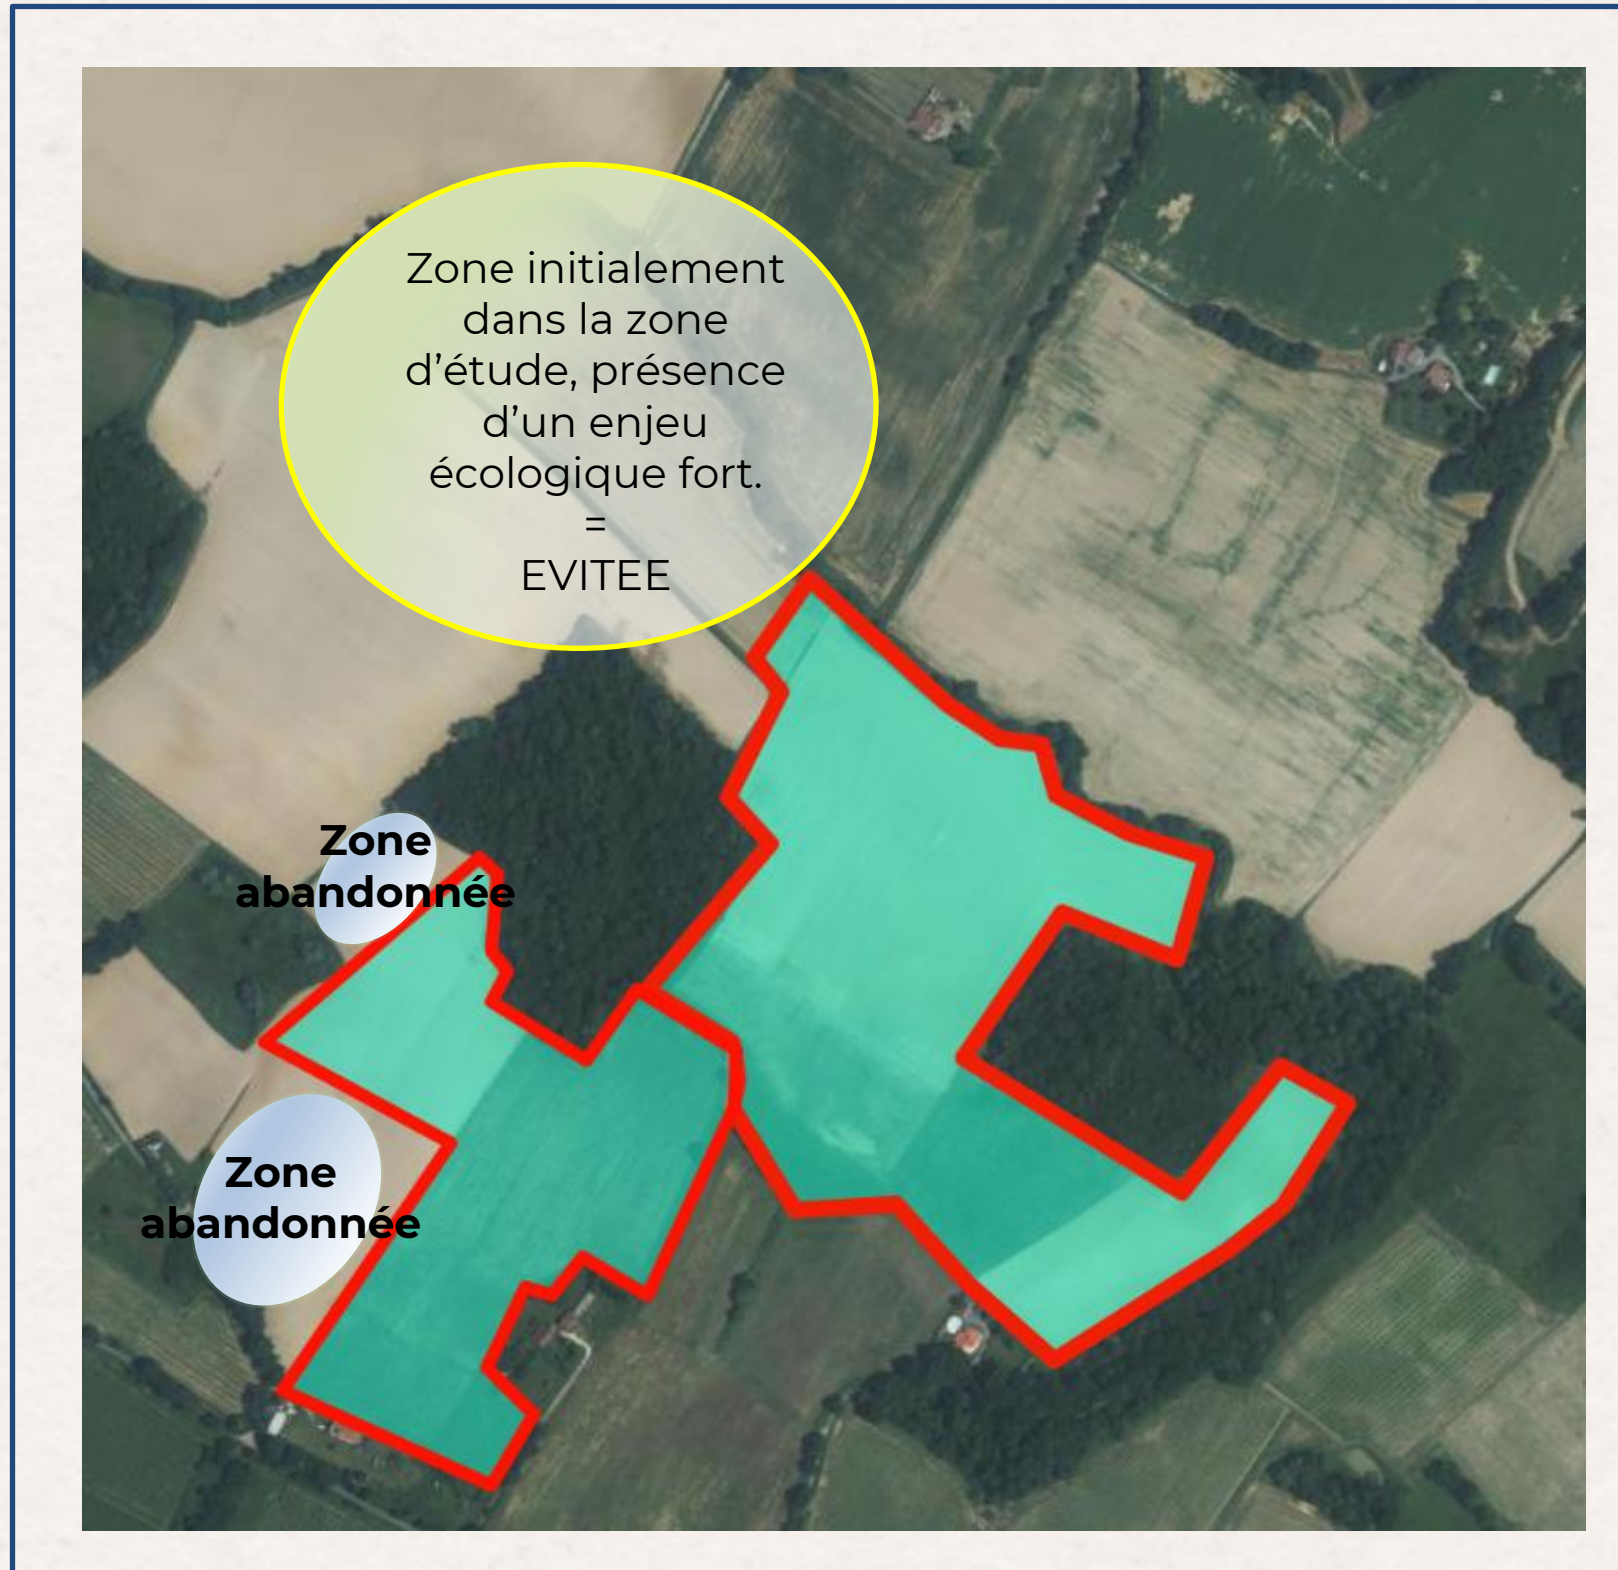 Zone initialement
dans la zone
d’étude, présence
d’un enjeu
écologique fort.
=
EVITEE
Zone
abandonnée
Zone
abandonnée